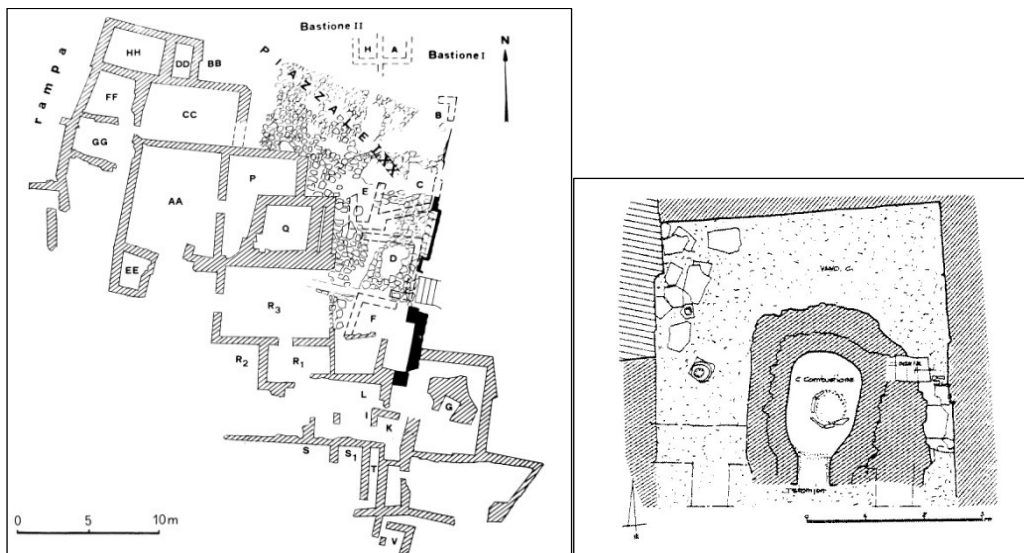 Bastione II
H
A
Bastione I
N
rampa
PIAZZALE LXX
HH
DD
BB
FF
CC
B
GG
P
E
C
AA
Q
D
EE
R3
F
R2
R1
L
G
I
K
S
S1
T
V
0 5 10m
VANO C.
C Combustione